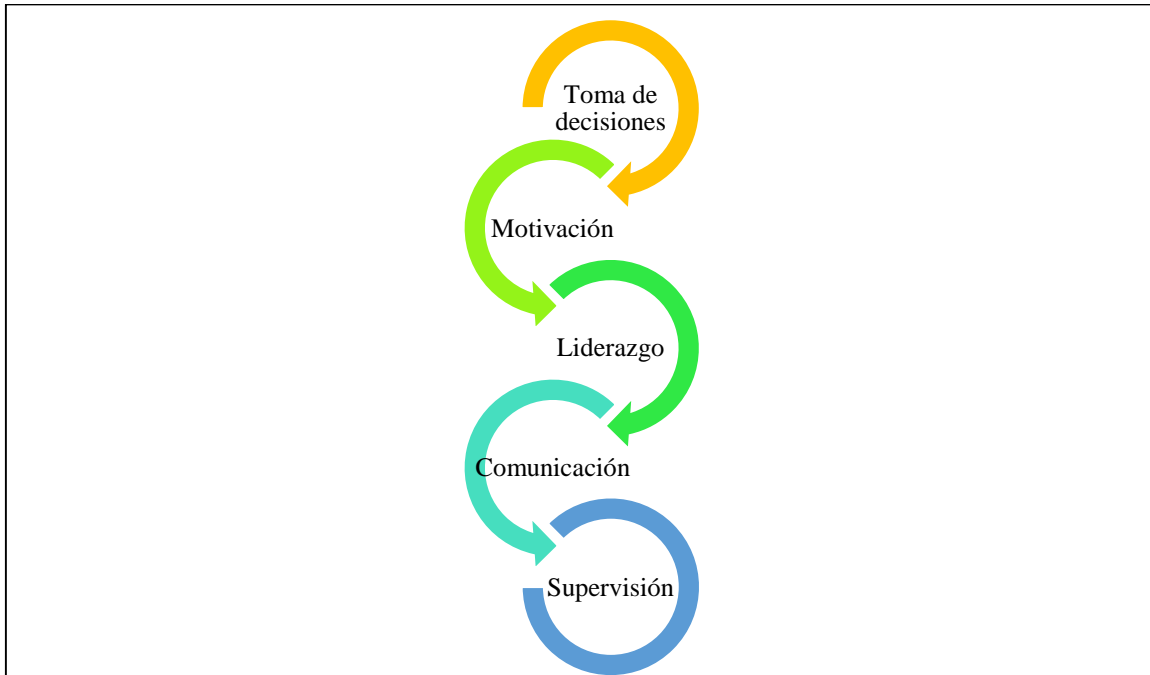 Toma de
decisiones
Motivación
Liderazgo
Comunicación
Supervisión